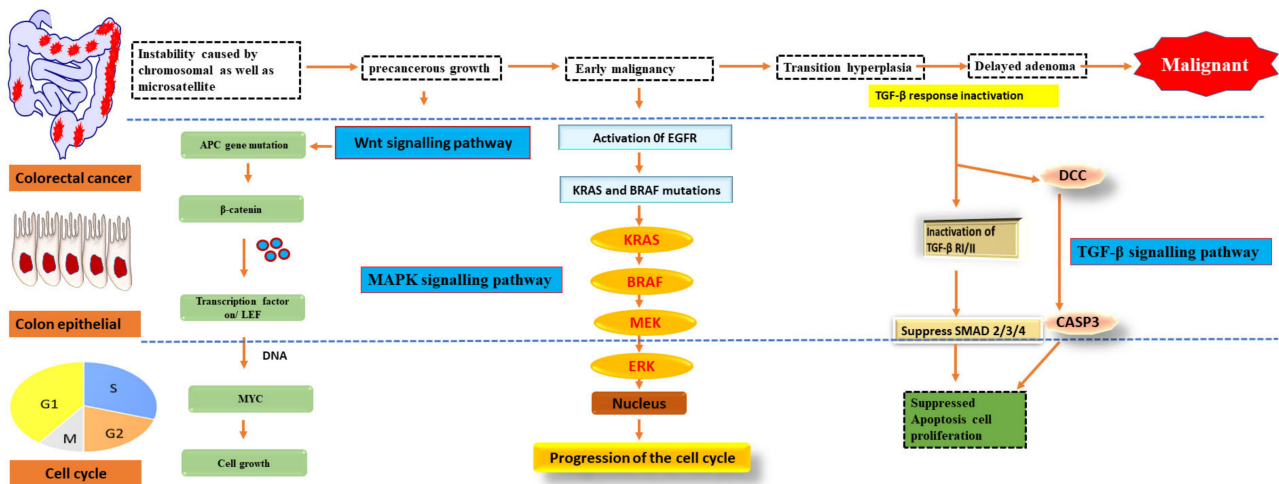 Instability caused by
chromosomal as well as
microsatellite
precancerous growth
Early malignancy
Transition hyperplasia
Delayed adenoma
Malignant
TGF-β response inactivation
Colorectal cancer
Colon epithelial
G1
S
M
G2
Cell cycle
Wnt signalling pathway
APC gene mutation
β-catenin
Transcription factor
on/ LEF
DNA
MYC
Cell growth
MAPK signalling pathway
Activation 0f EGFR
KRAS and BRAF mutations
KRAS
BRAF
MEK
ERK
Nucleus
Progression of the cell cycle
DCC
Inactivation of
TGF-β RI/II
TGF-β signalling pathway
Suppress SMAD 2/3/4
CASP3
Suppressed
Apoptosis cell
proliferation